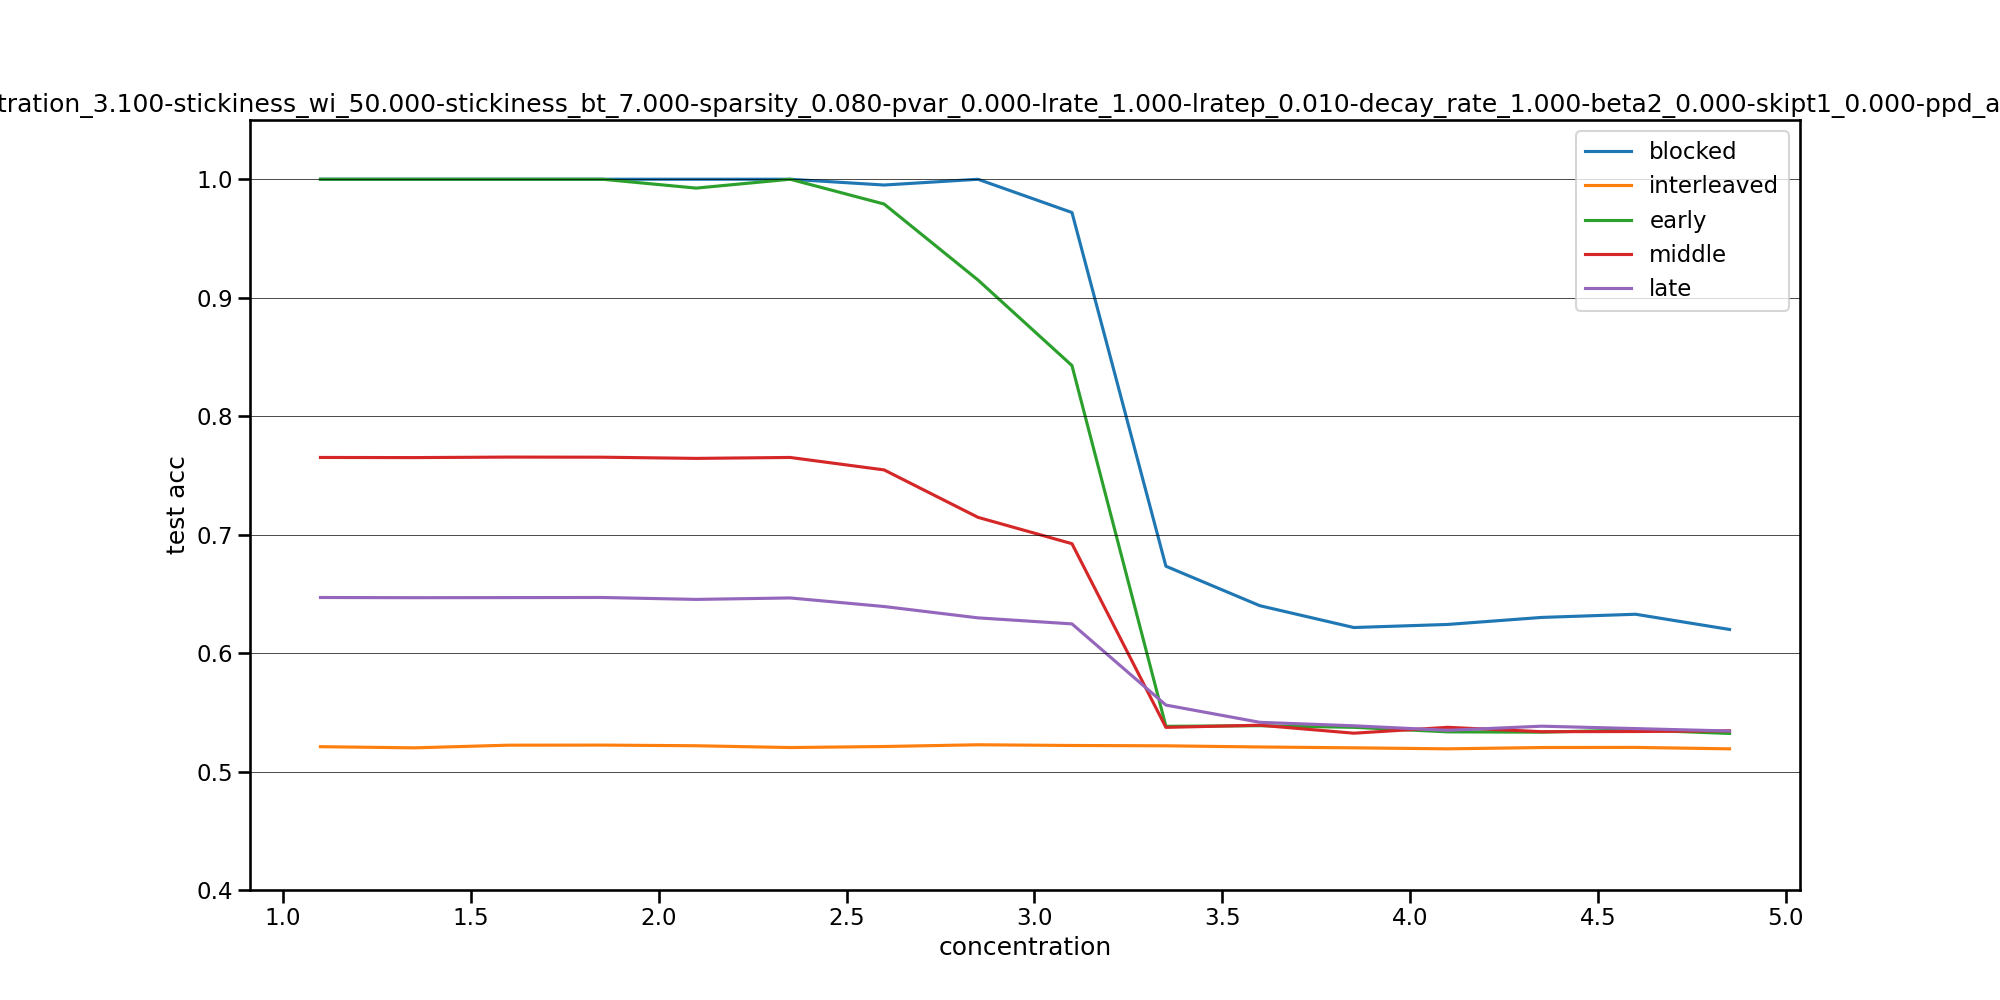 tration_3.100-stickiness_wi_50.000-stickiness_bt_7.000-sparsity_0.080-pvar_0.000-lrate_1.000-lratep_0.010-decay_rate_1.000-beta2_0.000-skipt1_0.000-ppd_a
blocked
interleaved
early
middle
late
1.0
0.9
0.8
0.7
0.6
0.5
0.4
test acc
1.0 1.5 2.0 2.5 3.0 3.5 4.0 4.5 5.0
concentration